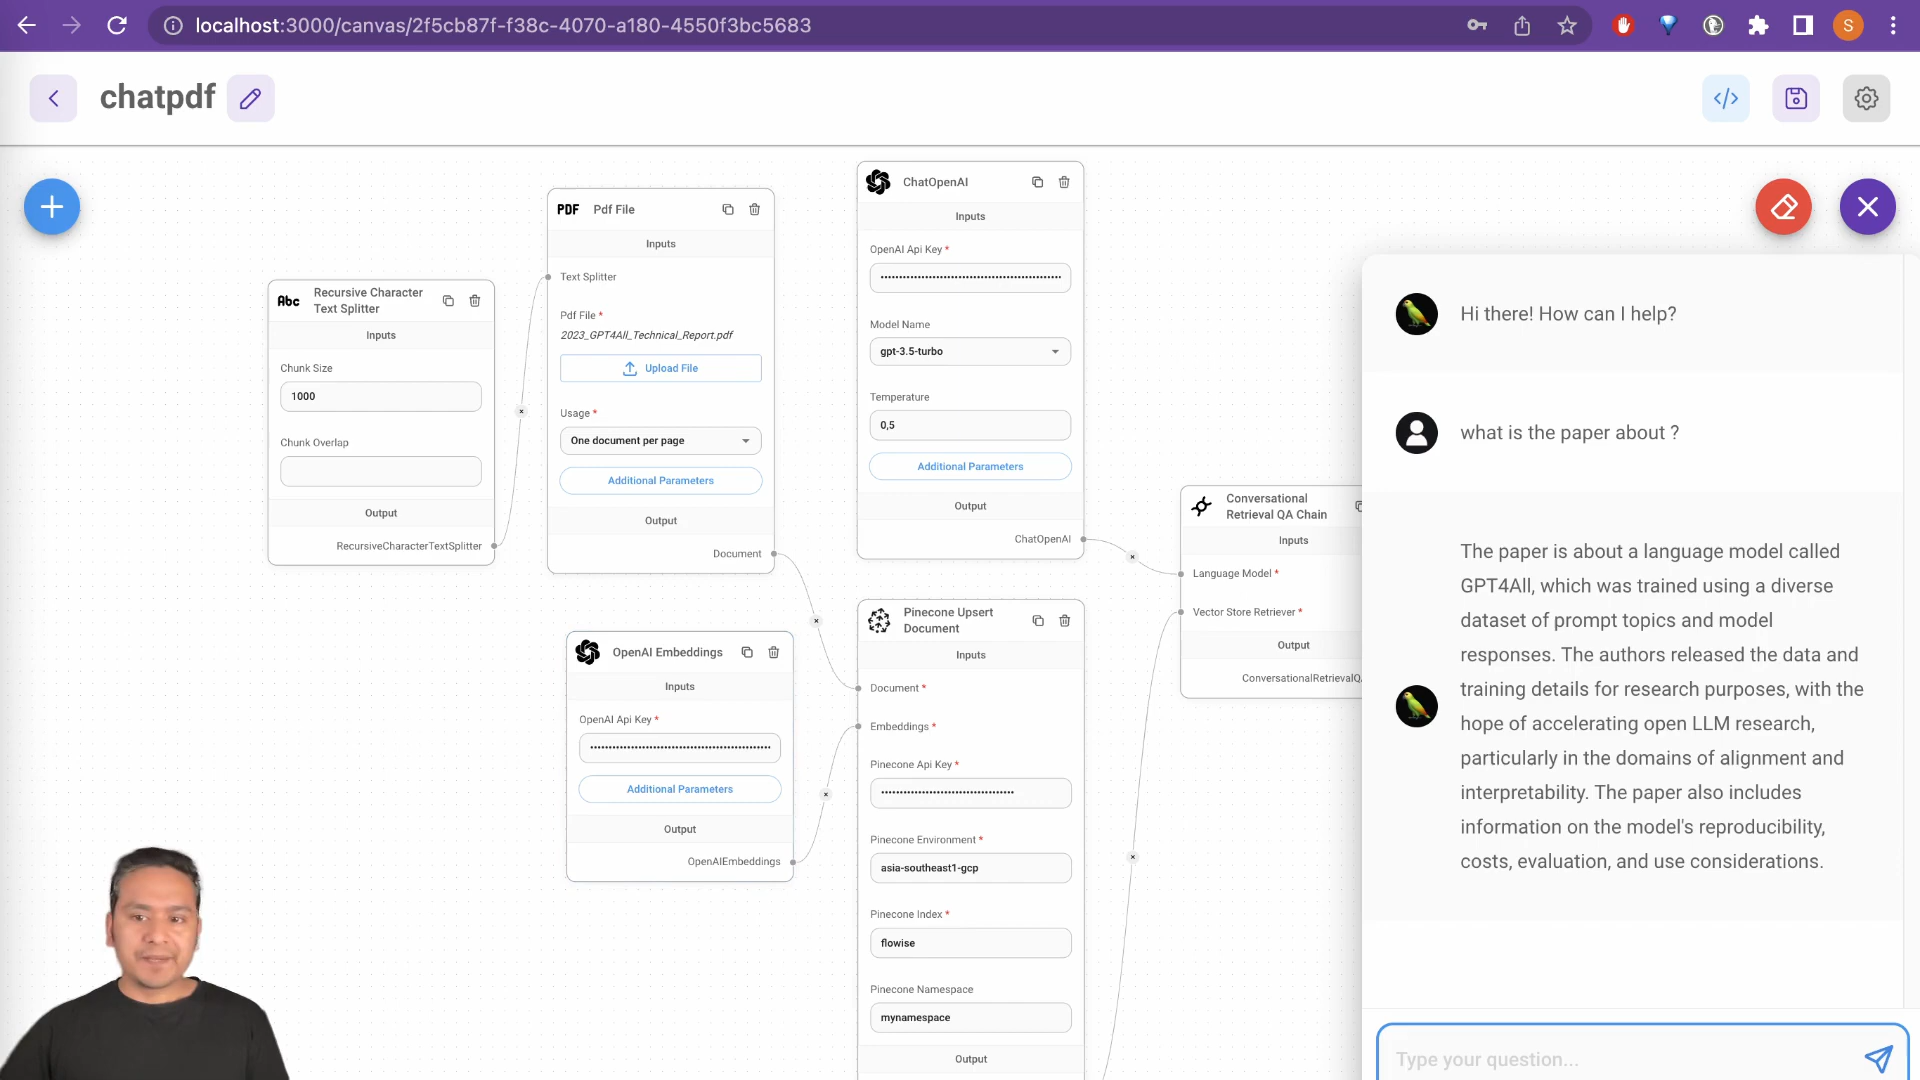 localhost:3000/canvas/2f5cb87f-f38c-4070-a180-4550f3bc5683
S
chatpdf
</>
Abc
Recursive Character
Text Splitter
Inputs
Chunk Size
1000
Chunk Overlap
Output
RecursiveCharacterTextSplitter
PDF
Pdf File
Inputs
Text Splitter
Pdf File *
2023_GPT4All_Technical_Report.pdf
Upload File
Usage *
One document per page
Additional Parameters
Output
Document
OpenAI Embeddings
Inputs
OpenAI Api Key *
Additional Parameters
Output
OpenAIEmbeddings
ChatOpenAI
Inputs
OpenAI Api Key *
Model Name
gpt-3.5-turbo
Temperature
0,5
Additional Parameters
Output
ChatOpenAI
Pinecone Upsert
Document
Inputs
Document *
Embeddings *
Pinecone Api Key *
Pinecone Environment *
asia-southeast1-gcp
Pinecone Index *
flowise
Pinecone Namespace
mynamespace
Output
Conversational
Retrieval QA Chain
Inputs
Language Model *
Vector Store Retriever *
Output
ConversationalRetrievalQ
Hi there! How can I help?
what is the paper about ?
The paper is about a language model called
GPT4All, which was trained using a diverse
dataset of prompt topics and model
responses. The authors released the data and
training details for research purposes, with the
hope of accelerating open LLM research,
particularly in the domains of alignment and
interpretability. The paper also includes
information on the model's reproducibility,
costs, evaluation, and use considerations.
Type your question...